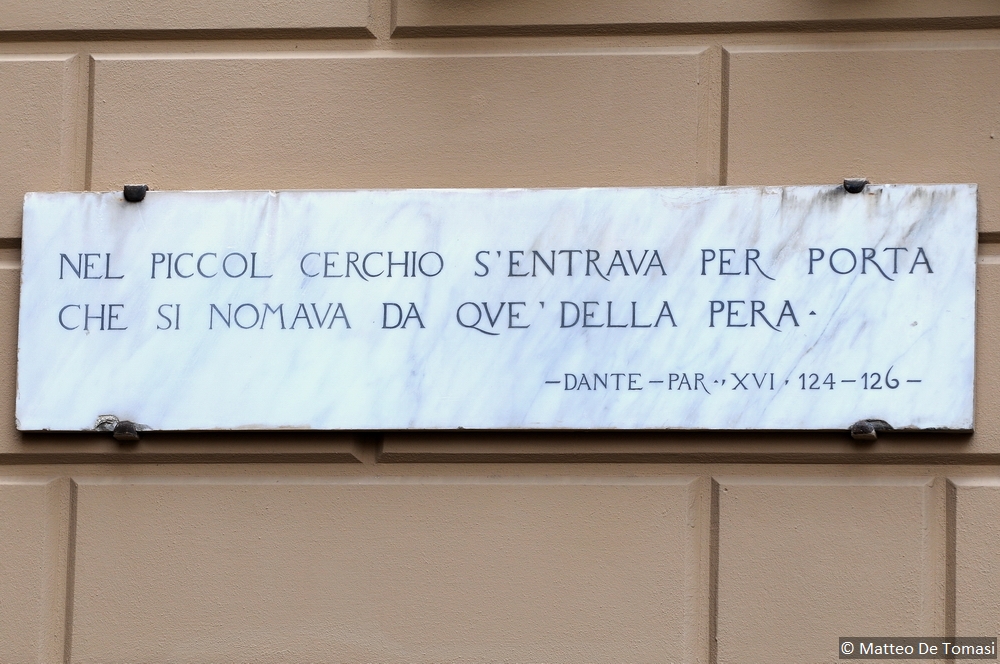 NEL PICCOL CERCHIO S'ENTRAVA PER PORTA
CHE SI NOMAVA DA QVE' DELLA PERA·
—DANTE—PAR·, XVI, 124—126—
© Matteo De Tomasi